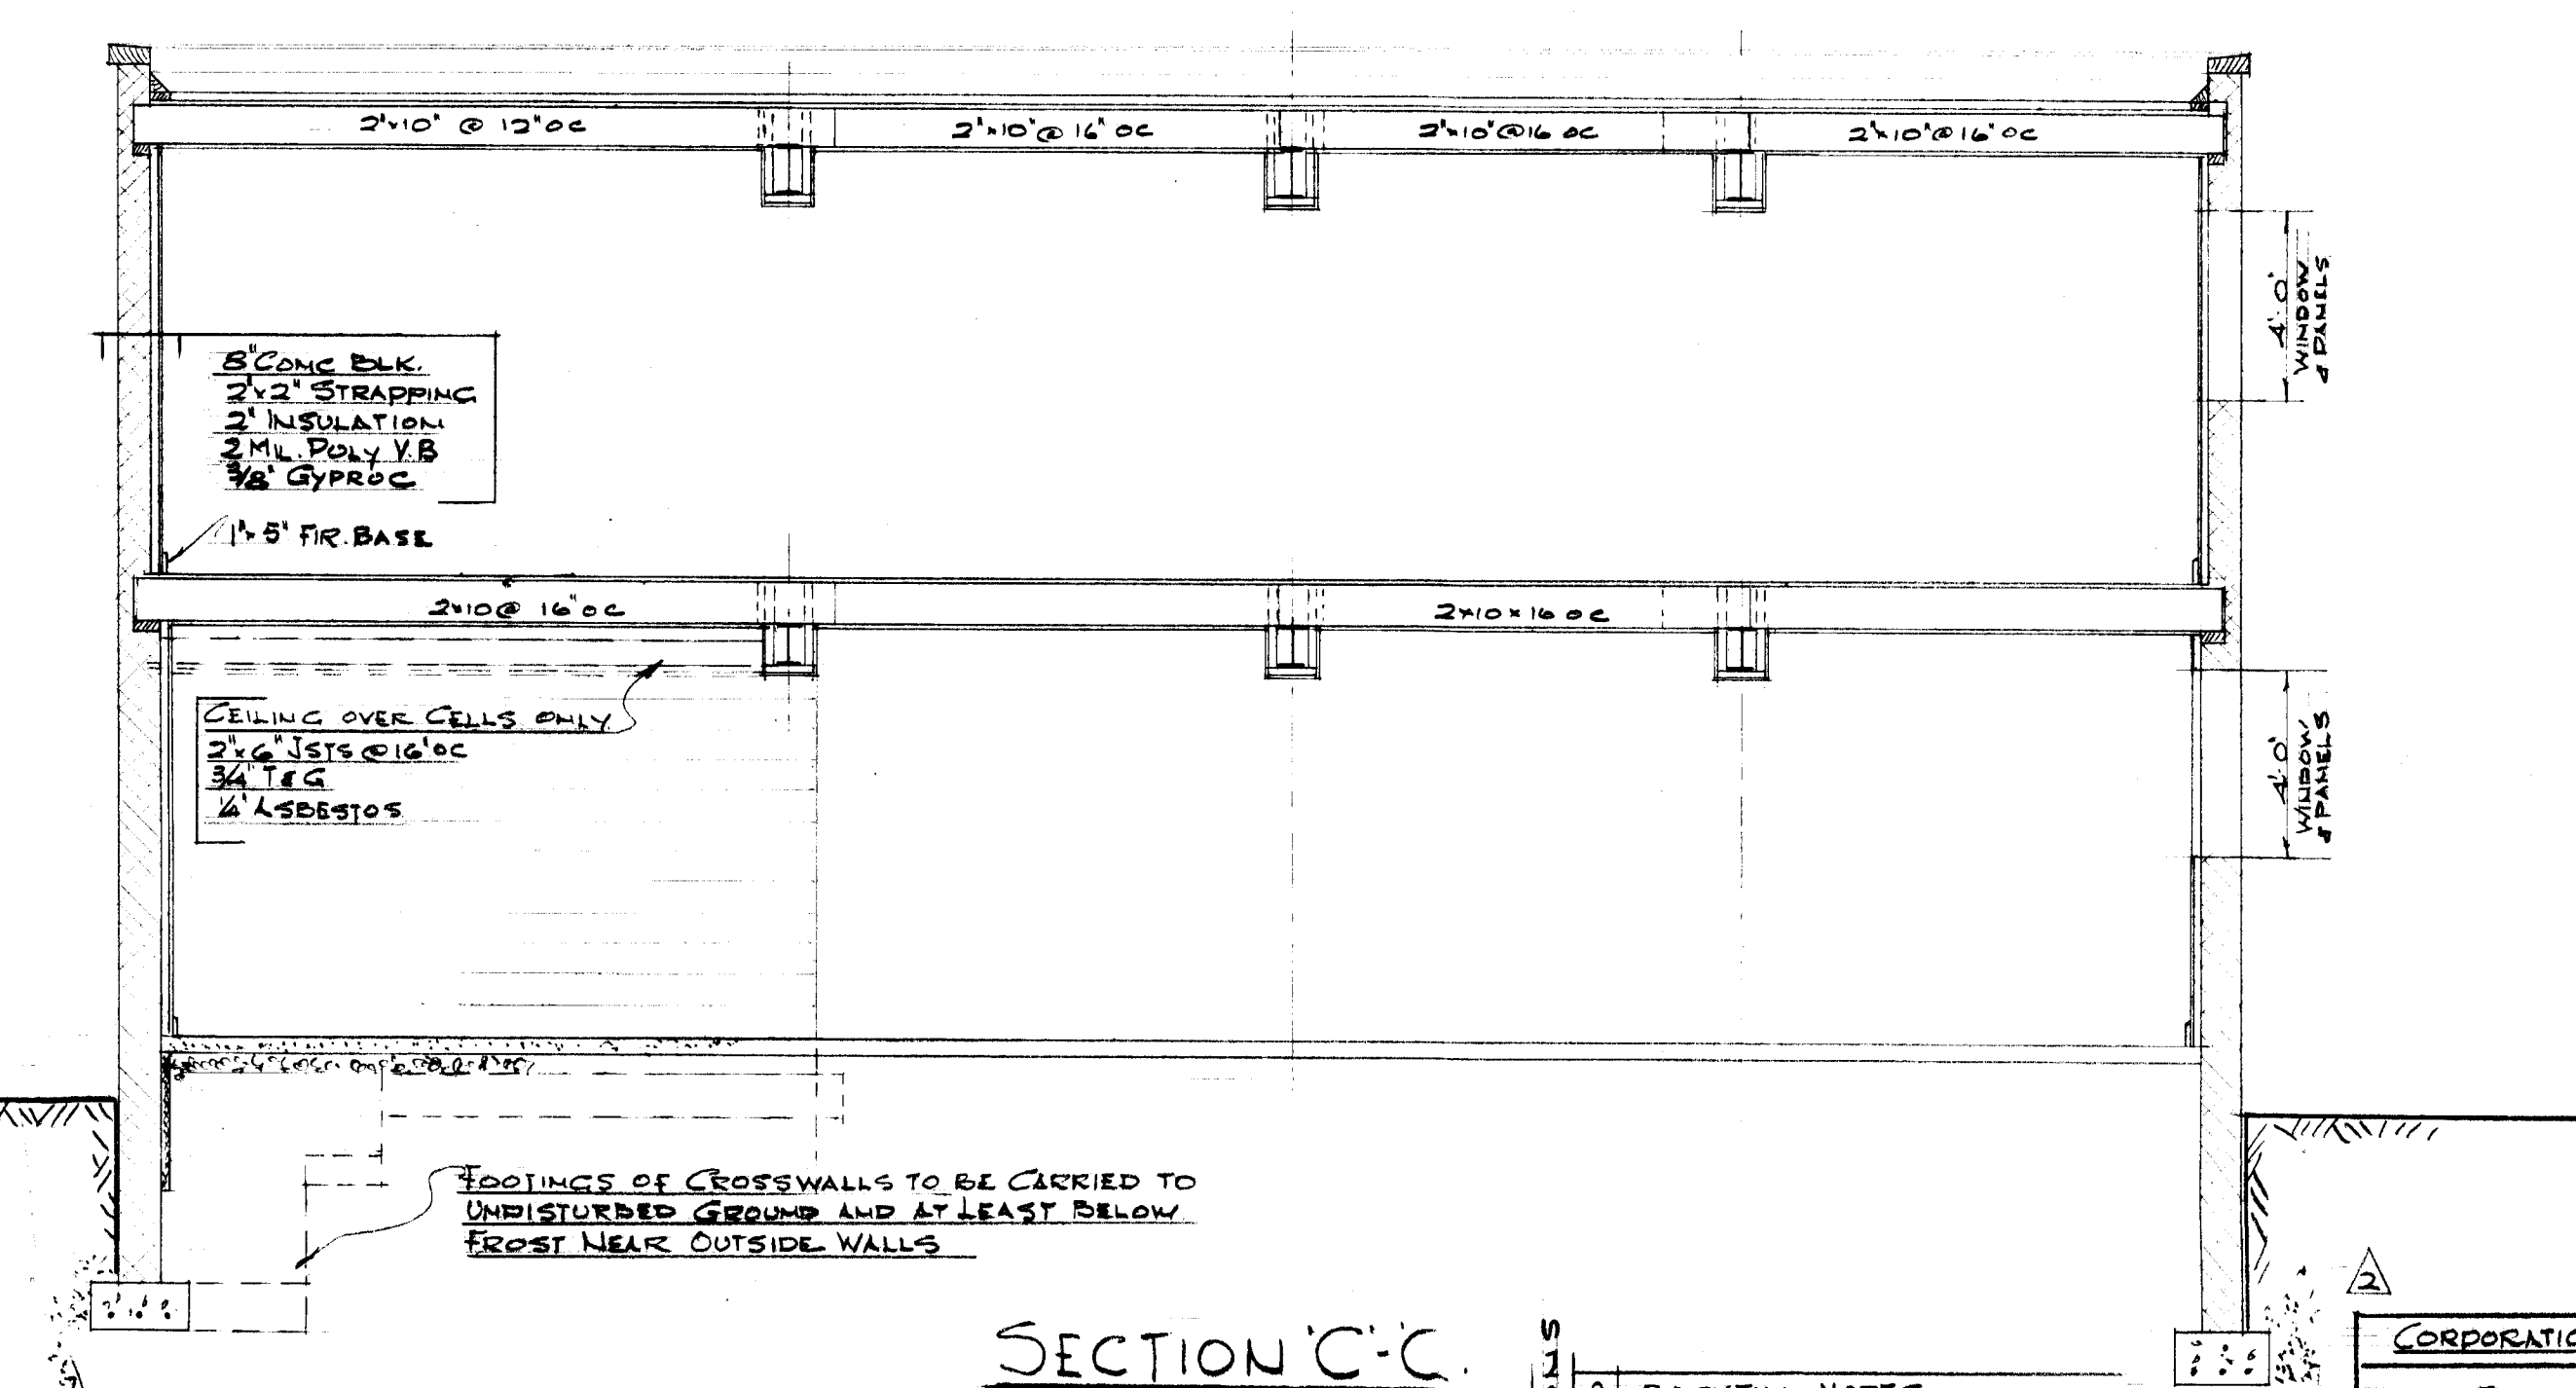 2"x10" @ 12" OC
2"x10" @ 16" OC
2"x10" @ 16 OC
2"x10" @ 16" OC
4'-0"
WINDOW
& PANELS
8" CONC BLK.
2"x2" STRAPPING
2" INSULATION
2 MIL. POLY V.B
3/8" GYPROC
1"x5" FIR. BASE
2x10 @ 16" OC
2x10x16 OC
CEILING OVER CELLS ONLY
2"x6" JSTS @ 16" OC
3/4" T & G
1/4" ASBESTOS
4'-0"
WINDOW
& PANELS
FOOTINGS OF CROSSWALLS TO BE CARRIED TO
UNDISTURBED GROUND AND AT LEAST BELOW
FROST NEAR OUTSIDE WALLS
2
SECTION 'C'-'C.
CORPORATIO